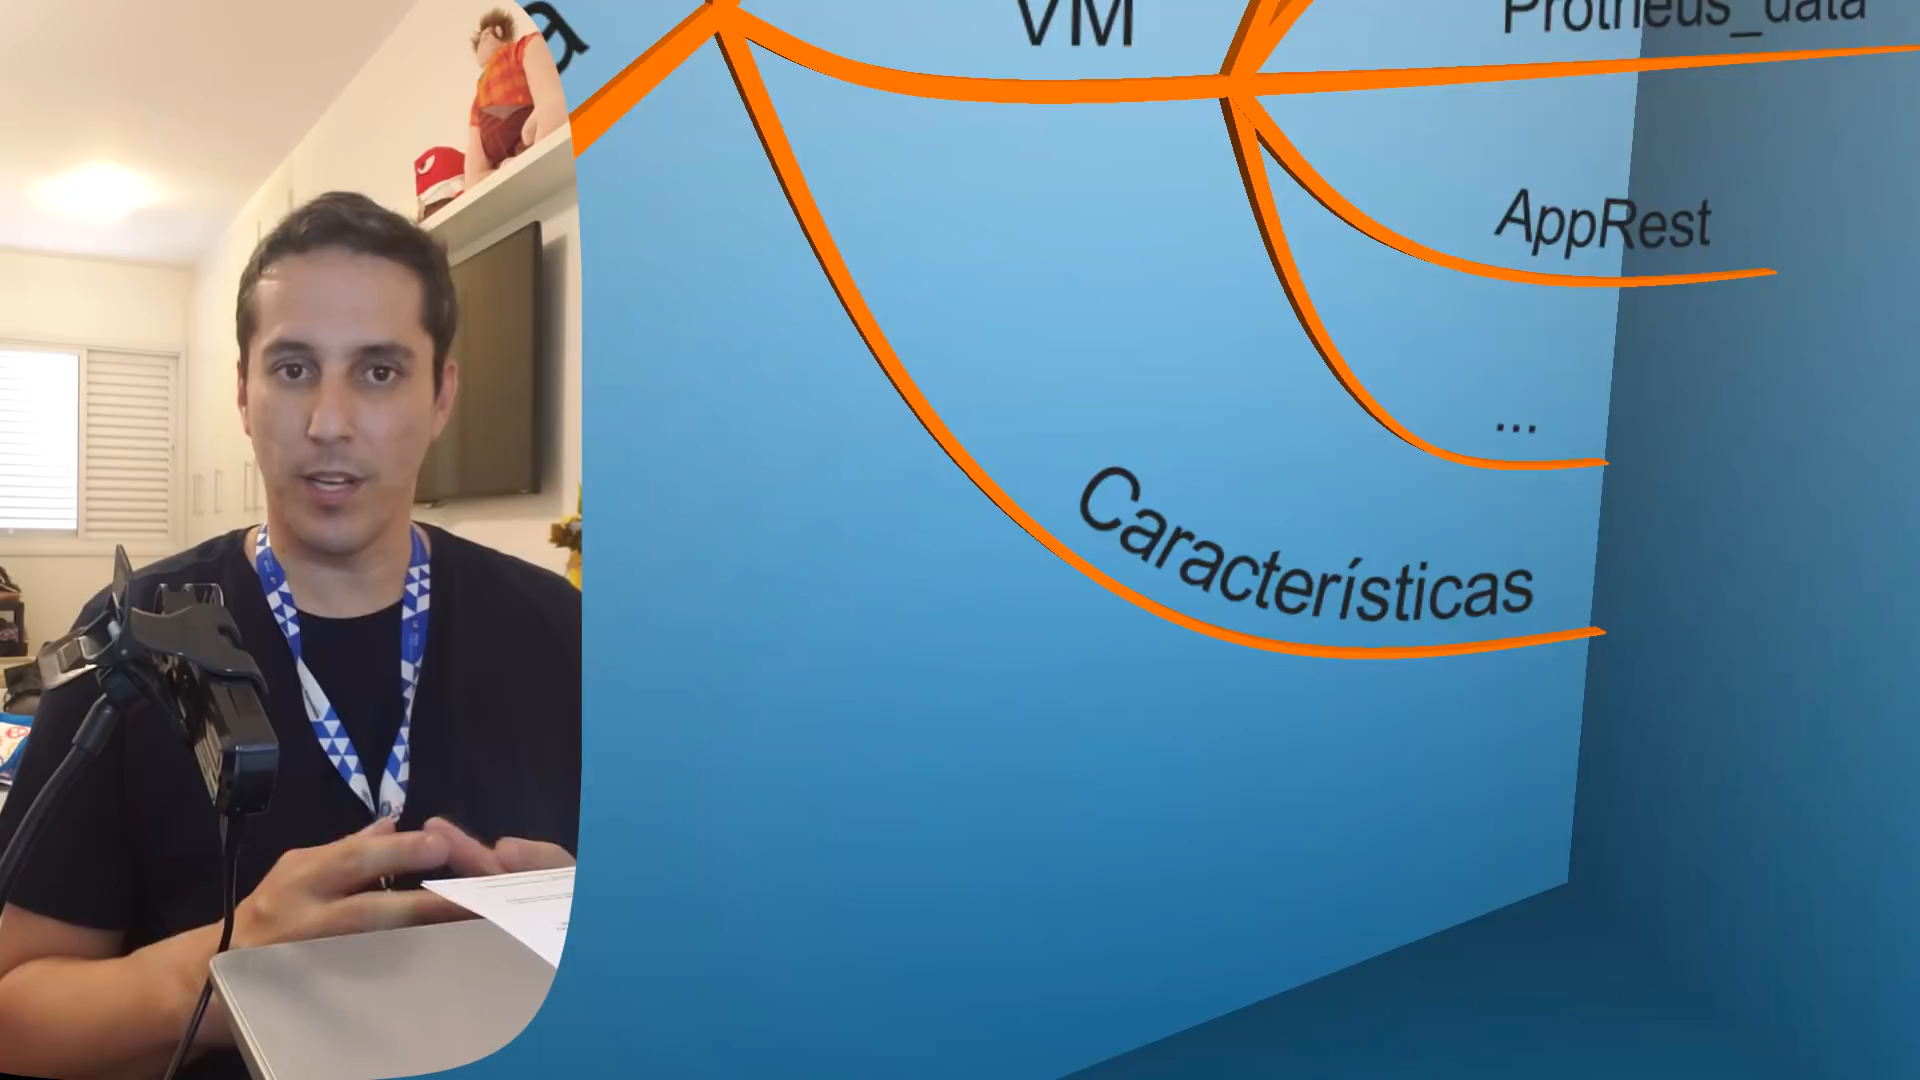 VM
Protheus_data
AppRest
...
Características